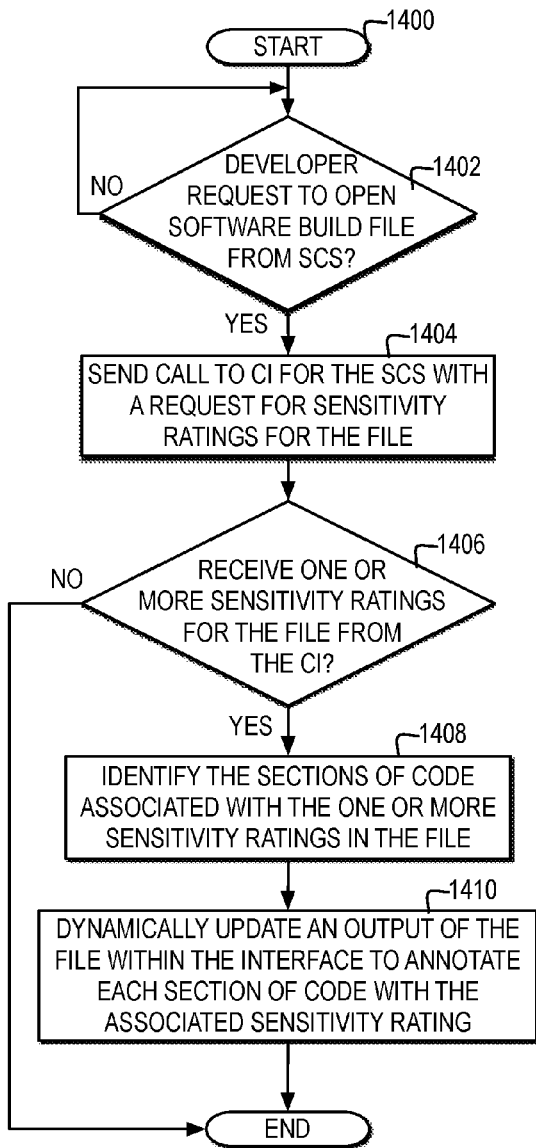 START
1400
DEVELOPER
REQUEST TO OPEN
SOFTWARE BUILD FILE
FROM SCS?
1402
NO
YES
1404
SEND CALL TO CI FOR THE SCS WITH
A REQUEST FOR SENSITIVITY
RATINGS FOR THE FILE
1406
NO
RECEIVE ONE OR
MORE SENSITIVITY RATINGS
FOR THE FILE FROM
THE CI?
YES
1408
IDENTIFY THE SECTIONS OF CODE
ASSOCIATED WITH THE ONE OR MORE
SENSITIVITY RATINGS IN THE FILE
1410
DYNAMICALLY UPDATE AN OUTPUT OF THE
FILE WITHIN THE INTERFACE TO ANNOTATE
EACH SECTION OF CODE WITH THE
ASSOCIATED SENSITIVITY RATING
END